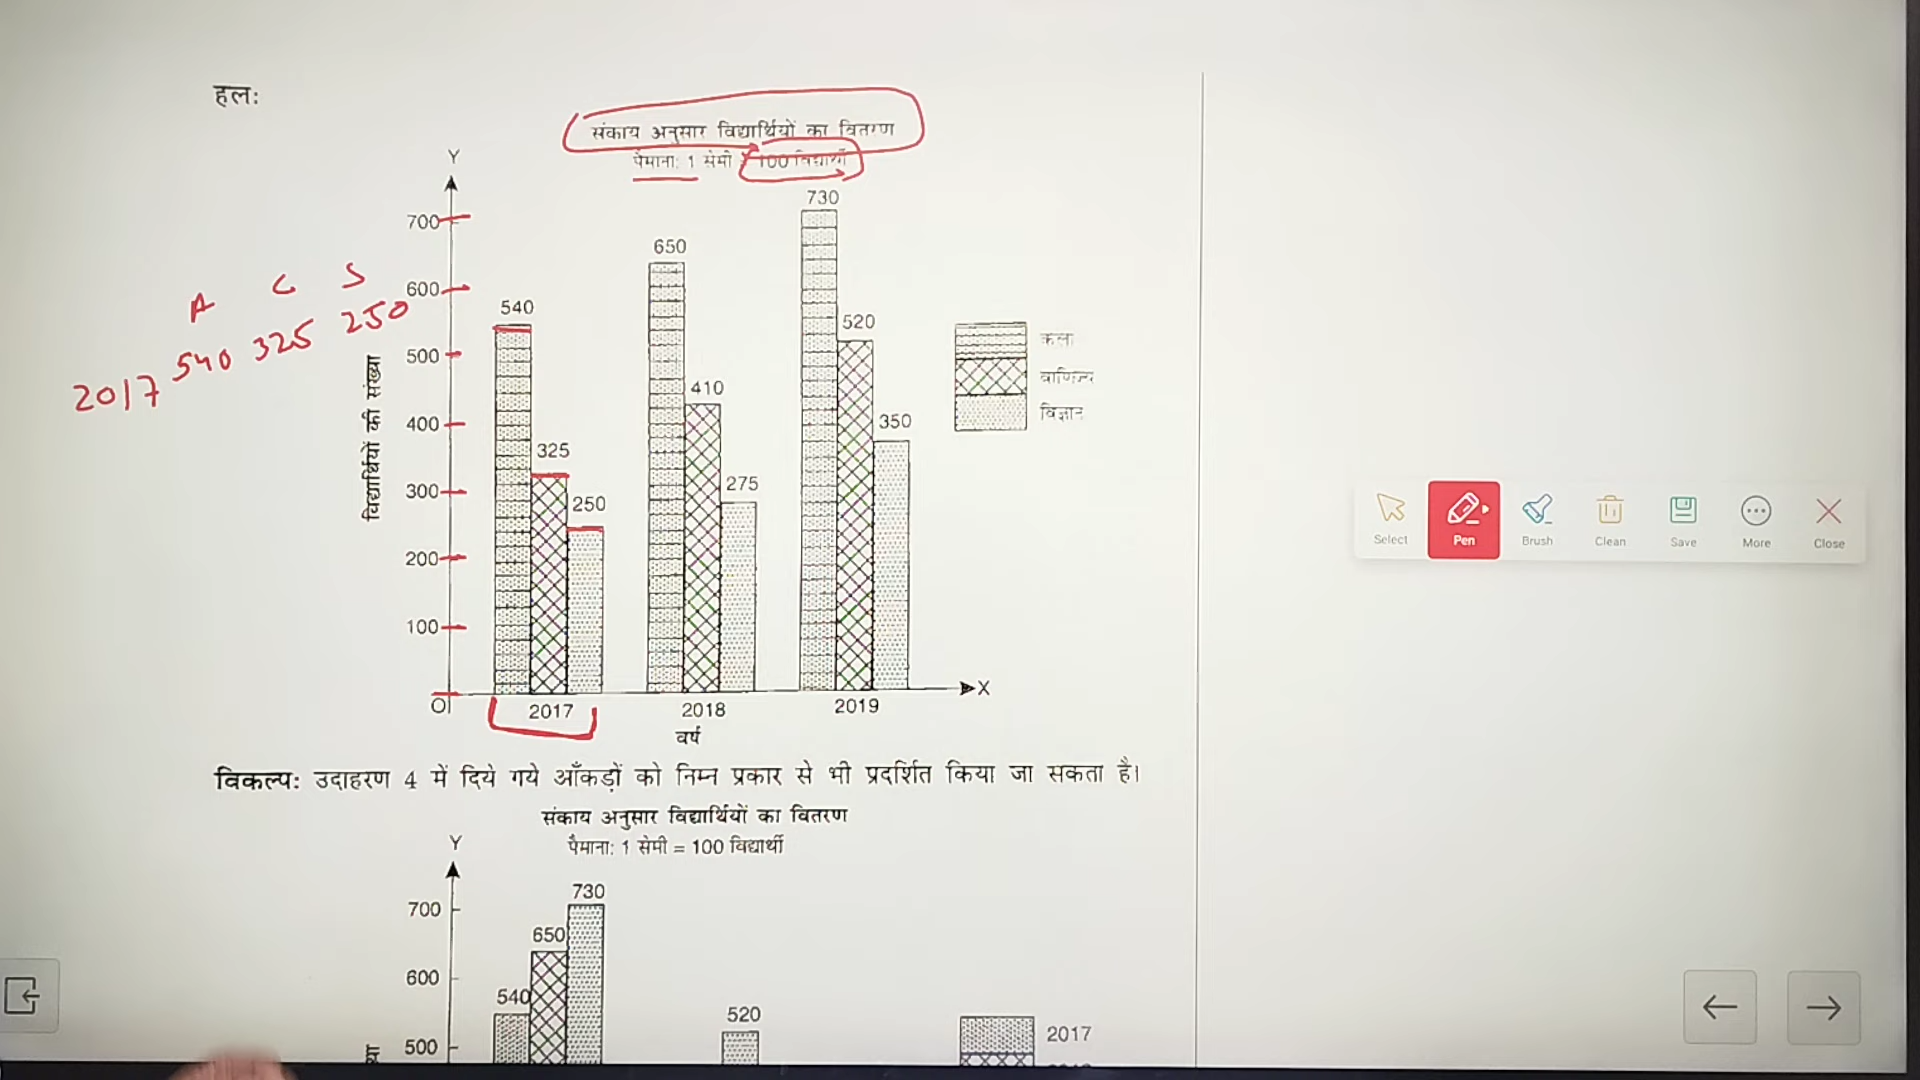 हल:
संकाय अनुसार विद्यार्थियों का वितरण
पैमाना: 1 सेमी 100 विद्यार्थी
Y
700
600
500
400
300
200
100
O
विद्यार्थियों की संख्या
540
325
250
650
410
275
730
520
350
2017
2018
2019
X
वर्ष
कला
वाणिज्य
विज्ञान
A C S
2017 540 325 250
Select
Pen
Brush
Clean
Save
More
Close
विकल्प: उदाहरण 4 में दिये गये आँकड़ों को निम्न प्रकार से भी प्रदर्शित किया जा सकता है।
संकाय अनुसार विद्यार्थियों का वितरण
पैमाना: 1 सेमी = 100 विद्यार्थी
Y
700
600
500
540
650
730
520
2017